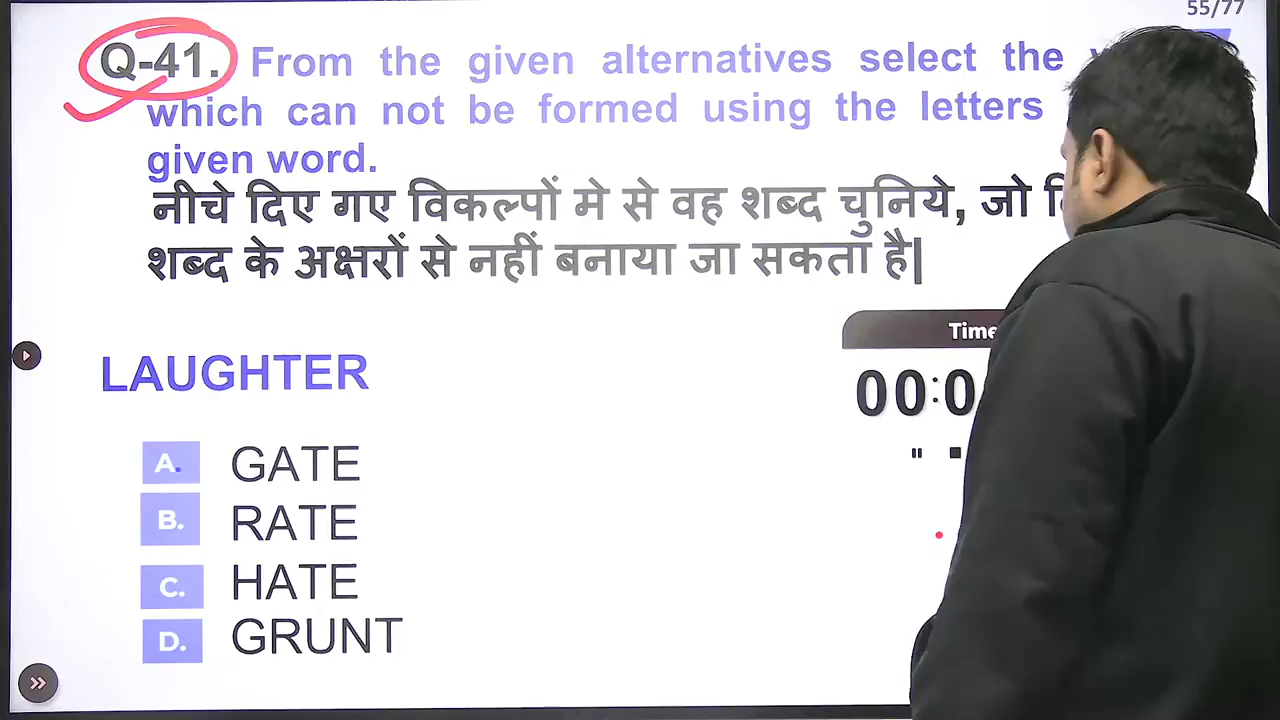 55/77
Q-41. From the given alternatives select the
which can not be formed using the letters
given word.
नीचे दिए गए विकल्पों मे से वह शब्द चुनिये, जो
शब्द के अक्षरों से नहीं बनाया जा सकता है|
Time
LAUGHTER
00:0
A. GATE
B. RATE
C. HATE
D. GRUNT